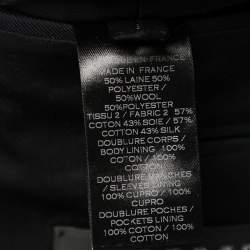 IN FRANCE
MADE IN FRANCE
50% LAINE 50%
POLYESTER /
50%WOOL
50%POLYESTER
TISSU 2 / FABRIC 2 57%
COTON 43% SOIE / 57%
COTTON 43% SILK
DOUBLURE CORPS /
BODY LINING 100%
COTON / 100%
COTTON
DOUBLURE MANCHES
/ SLEEVES LINING
100% CUPRO / 100%
CUPRO
DOUBLURE POCHES /
POCKETS LINING
100% COTON / 100%
COTTON